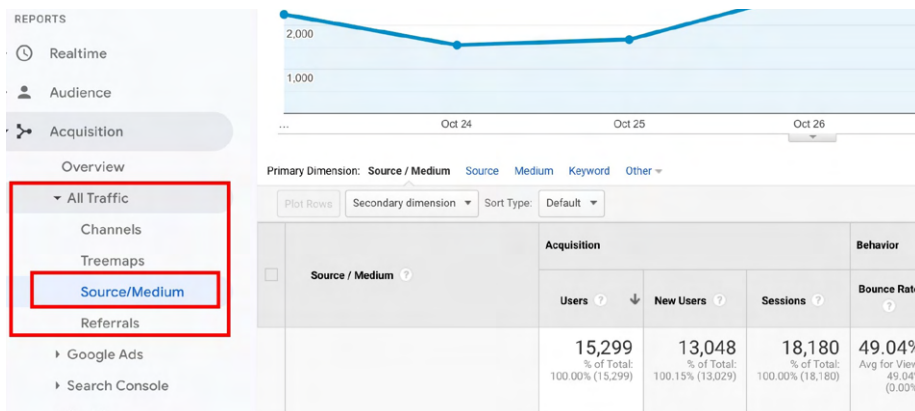 REPORTS
Realtime
Audience
Acquisition
Overview
All Traffic
Channels
Treemaps
Source/Medium
Referrals
Google Ads
Search Console
2,000
1,000
... Oct 24 Oct 25 Oct 26
Primary Dimension: Source / Medium Source Medium Keyword Other
Plot Rows Secondary dimension Sort Type: Default
Acquisition Behavior
Source / Medium ? Users ? New Users ? Sessions ? Bounce Rate ?
15,299 13,048 18,180 49.04%
% of Total: % of Total: % of Total: Avg for View
100.00% (15,299) 100.15% (13,029) 100.00% (18,180) 49.04%
(0.00%